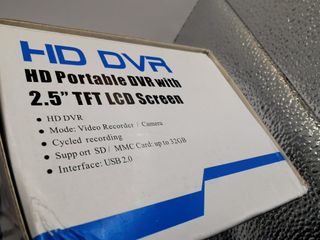 HD DVR
HD Portable DVR with
2.5” TFT LCD Screen
• HD DVR
• Mode: Video Recorder / Camera
• Cycled recording
• Support SD / MMC Card: up to 32GB
• Interface: USB 2.0